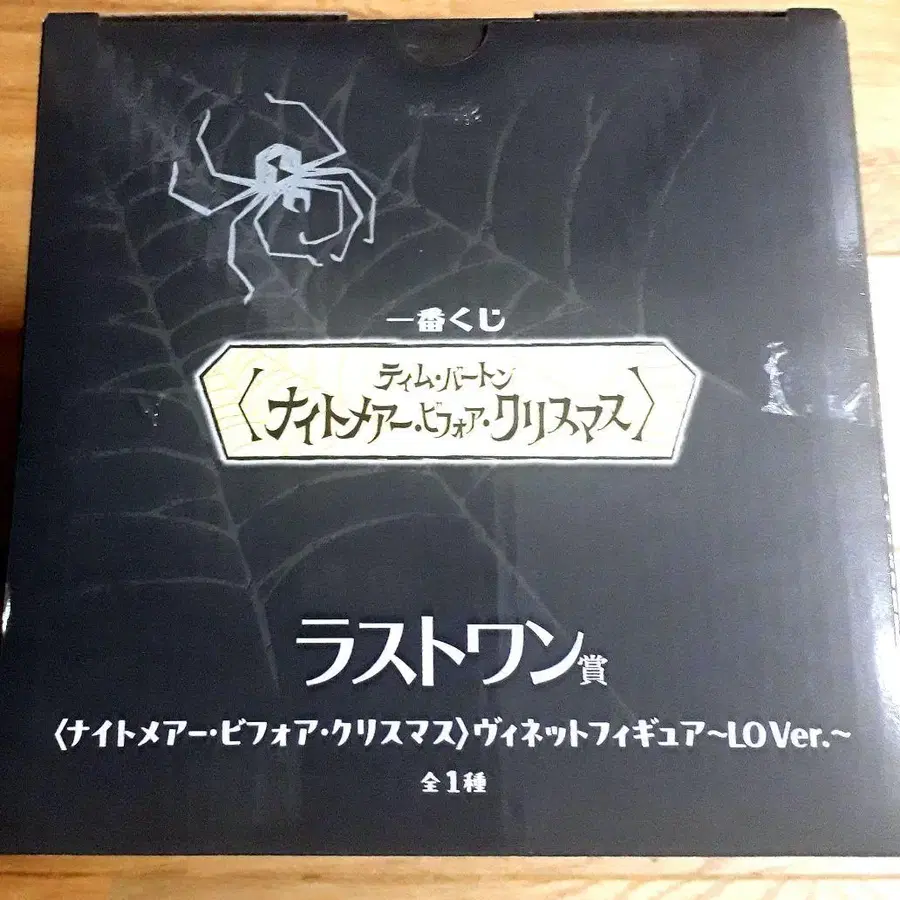 一番くじ
ティム・バートン
〈ナイトメアー・ビフォア・クリスマス〉
ラストワン賞
〈ナイトメアー・ビフォア・クリスマス〉ヴィネットフィギュア~LO Ver.~
全1種